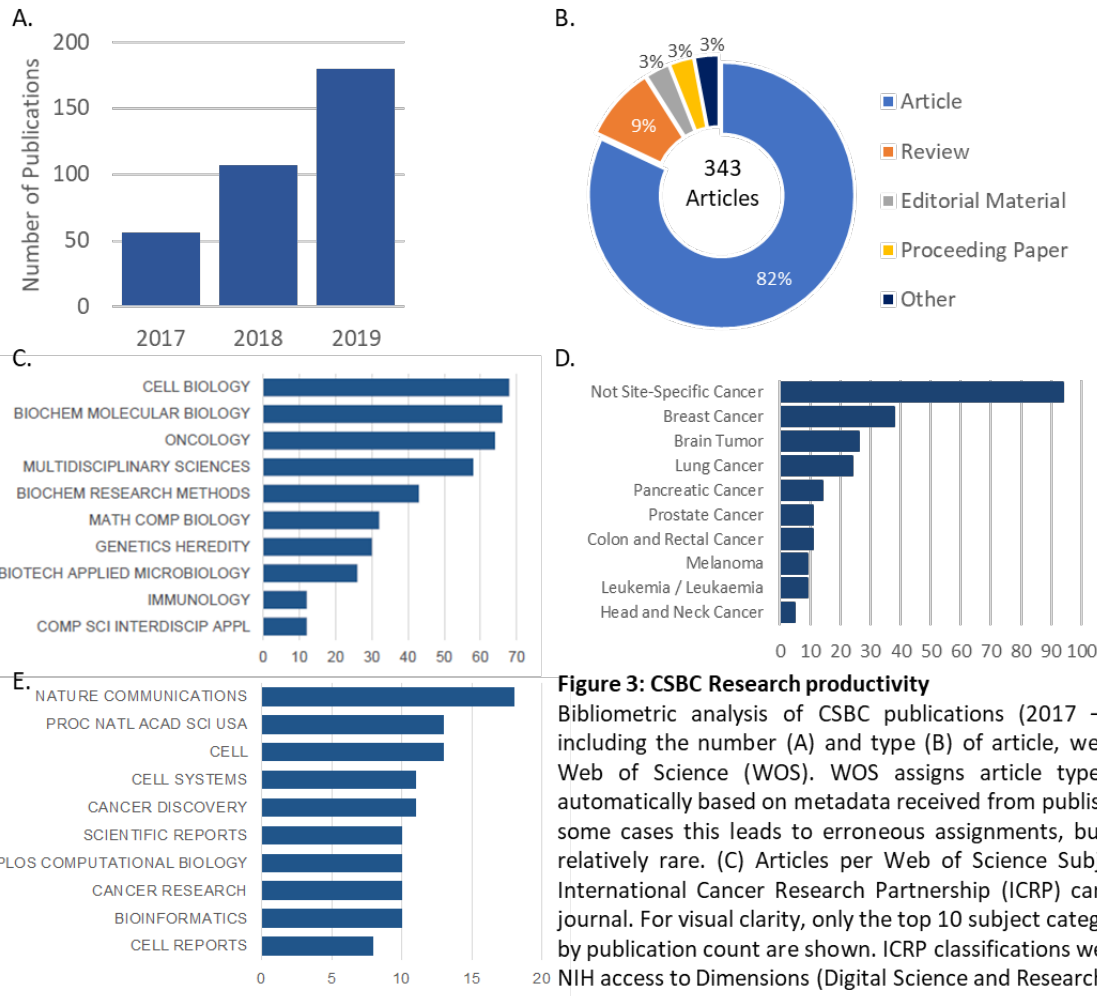 A.
Number of Publications
200
150
100
50
0
2017 2018 2019
B.
3% 3% 3%
9%
82%
343
Articles
Article
Review
Editorial Material
Proceeding Paper
Other
C.
CELL BIOLOGY
BIOCHEM MOLECULAR BIOLOGY
ONCOLOGY
MULTIDISCIPLINARY SCIENCES
BIOCHEM RESEARCH METHODS
MATH COMP BIOLOGY
GENETICS HEREDITY
BIOTECH APPLIED MICROBIOLOGY
IMMUNOLOGY
COMP SCI INTERDISCIP APPL
0 10 20 30 40 50 60 70
D.
Not Site-Specific Cancer
Breast Cancer
Brain Tumor
Lung Cancer
Pancreatic Cancer
Prostate Cancer
Colon and Rectal Cancer
Melanoma
Leukemia / Leukaemia
Head and Neck Cancer
0 10 20 30 40 50 60 70 80 90 100
E.
NATURE COMMUNICATIONS
PROC NATL ACAD SCI USA
CELL
CELL SYSTEMS
CANCER DISCOVERY
SCIENTIFIC REPORTS
PLOS COMPUTATIONAL BIOLOGY
CANCER RESEARCH
BIOINFORMATICS
CELL REPORTS
0 5 10 15 20
Figure 3: CSBC Research productivity
Bibliometric analysis of CSBC publications (2017 -
including the number (A) and type (B) of article, we
Web of Science (WOS). WOS assigns article type
automatically based on metadata received from publis
some cases this leads to erroneous assignments, bu
relatively rare. (C) Articles per Web of Science Subj
International Cancer Research Partnership (ICRP) can
journal. For visual clarity, only the top 10 subject categ
by publication count are shown. ICRP classifications we
NIH access to Dimensions (Digital Science and Research